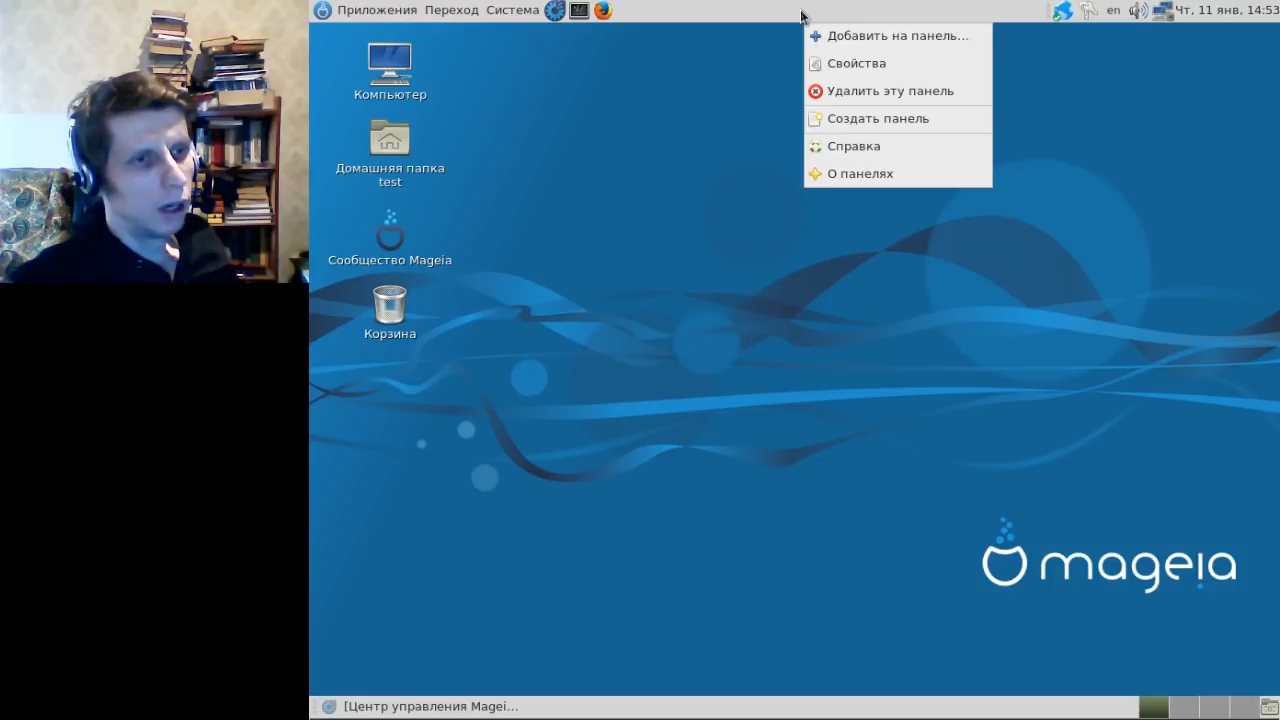 Приложения Переход Система
en
Чт, 11 янв, 14:53
Добавить на панель...
Свойства
Удалить эту панель
Создать панель
Справка
О панелях
Компьютер
Домашняя папка
test
Сообщество Mageia
Корзина
mageia
[Центр управления Magei...